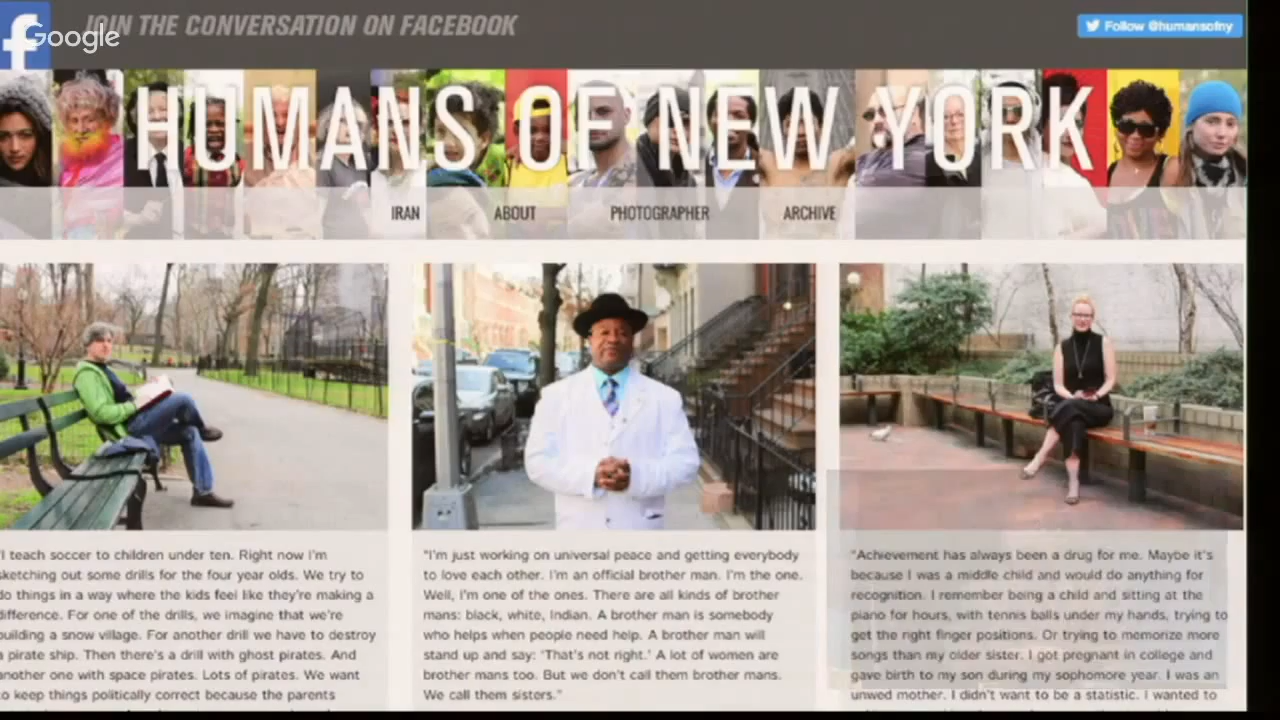 JOIN THE CONVERSATION ON FACEBOOK
Google
Follow @humansofny
HUMANS OF NEW YORK
IRAN ABOUT PHOTOGRAPHER ARCHIVE
"I teach soccer to children under ten. Right now I'm
sketching out some drills for the four year olds. We try to
do things in a way where the kids feel like they're making a
difference. For one of the drills, we imagine that we're
building a snow village. For another drill we have to destroy
a pirate ship. Then there's a drill with ghost pirates. And
another one with space pirates. Lots of pirates. We want
to keep things politically correct because the parents
"I'm just working on universal peace and getting everybody
to love each other. I'm an official brother man. I'm the one.
Well, I'm one of the ones. There are all kinds of brother
mans: black, white, Indian. A brother man is somebody
who helps when people need help. A brother man will
stand up and say: 'That's not right.' A lot of women are
brother mans too. But we don't call them brother mans.
We call them sisters."
"Achievement has always been a drug for me. Maybe it's
because I was a middle child and would do anything for
recognition. I remember being a child and sitting at the
piano for hours, with tennis balls under my hands, trying to
get the right finger positions. Or trying to memorize more
songs than my older sister. I got pregnant in college and
gave birth to my son during my sophomore year. I was an
unwed mother. I didn't want to be a statistic. I wanted to